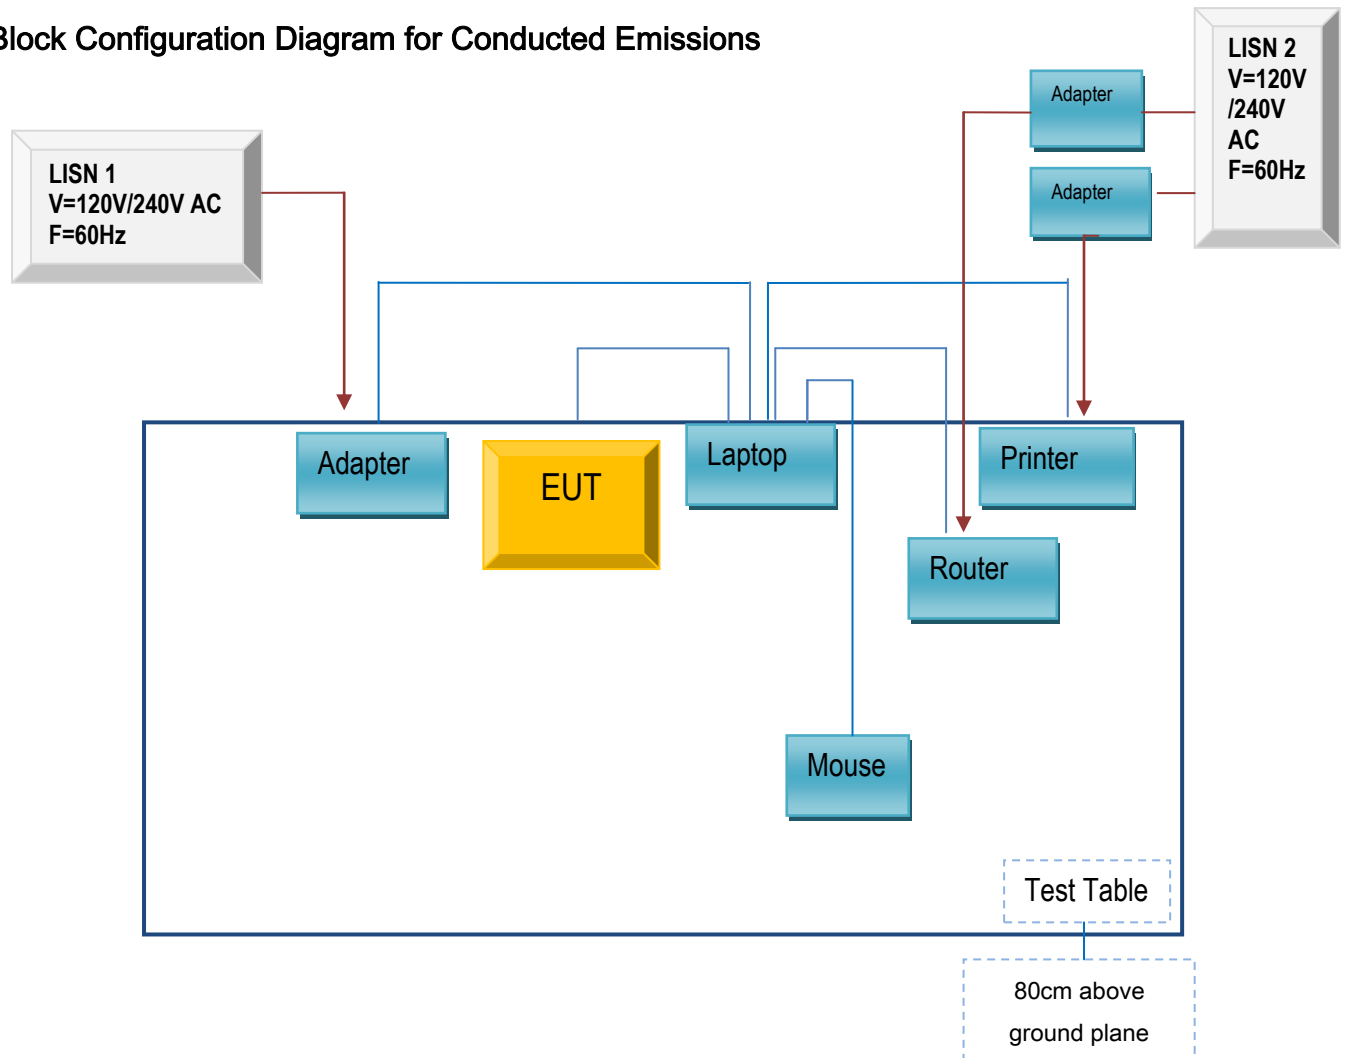 Block Configuration Diagram for Conducted Emissions
LISN 2
V=120V
/240V
AC
F=60Hz
Adapter
Adapter
LISN 1
V=120V/240V AC
F=60Hz
Adapter
EUT
Laptop
Printer
Router
Mouse
Test Table
80cm above
ground plane